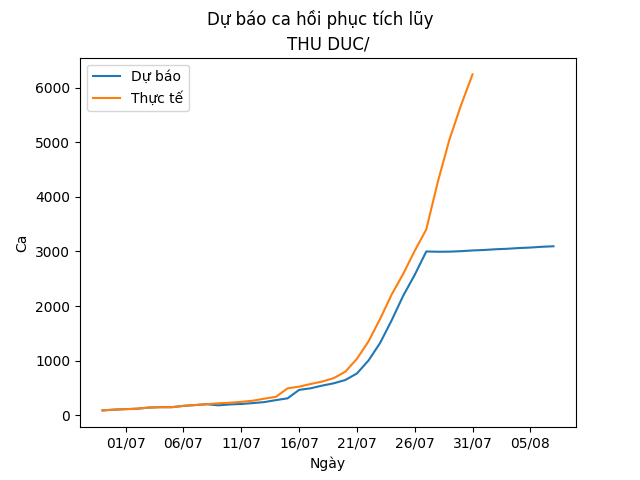 Dự báo ca hồi phục tích lũy
THU DUC/
Dự báo
Thực tế
6000
5000
4000
3000
2000
1000
0
Ca
01/07 06/07 11/07 16/07 21/07 26/07 31/07 05/08
Ngày